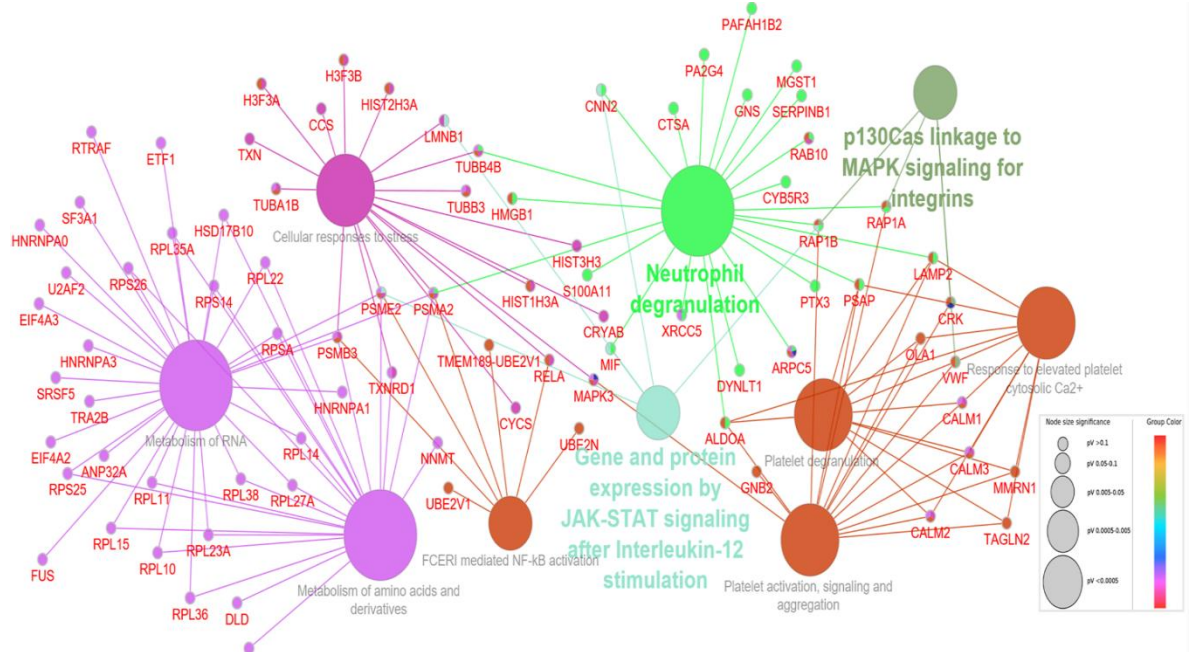 PAFAH1B2
H3F3B
PA2G4
MGST1
H3F3A
HIST2H3A
CNN2
GNS
SERPINB1
CCS
CTSA
RTRAF
ETF1
LMNB1
p130Cas linkage to
MAPK signaling for
integrins
TXN
TUBB4B
RAB10
TUBA1B
TUBB3
HMGB1
CYB5R3
SF3A1
HSD17B10
RAP1A
HNRNPA0
RPL35A
Cellular responses to stress
RAP1B
RPS26
RPL22
HIST3H3
LAMP2
U2AF2
RPS14
S100A11
Neutrophil
degranulation
PSME2
PSMA2
HIST1H3A
PTX3
PSAP
EIF4A3
CRYAB
XRCC5
CRK
RPSA
PSMB3
TMEM189-UBE2V1
MIF
OLA1
HNRNPA3
RELA
ARPC5
Response to elevated platelet
cytosolic Ca2+
SRSF5
TXNRD1
MAPK3
DYNLT1
VWF
TRA2B
HNRNPA1
Metabolism of RNA
CYCS
CALM1
EIF4A2
ANP32A
RPL14
NNMT
UBE2N
ALDOA
Platelet degranulation
RPS25
RPL11
RPL38
RPL27A
UBE2V1
Gene and protein
expression by
JAK-STAT signaling
after Interleukin-12
stimulation
GNB2
CALM3
MMRN1
RPL15
RPL23A
CALM2
TAGLN2
RPL10
FCERI mediated NF-kB activation
FUS
Metabolism of amino acids and
derivatives
Platelet activation, signaling and
aggregation
RPL36
DLD
Node size significance
Group Color
pV >0.1
pV 0.05-0.1
pV 0.005-0.05
pV 0.0005-0.005
pV <0.0005